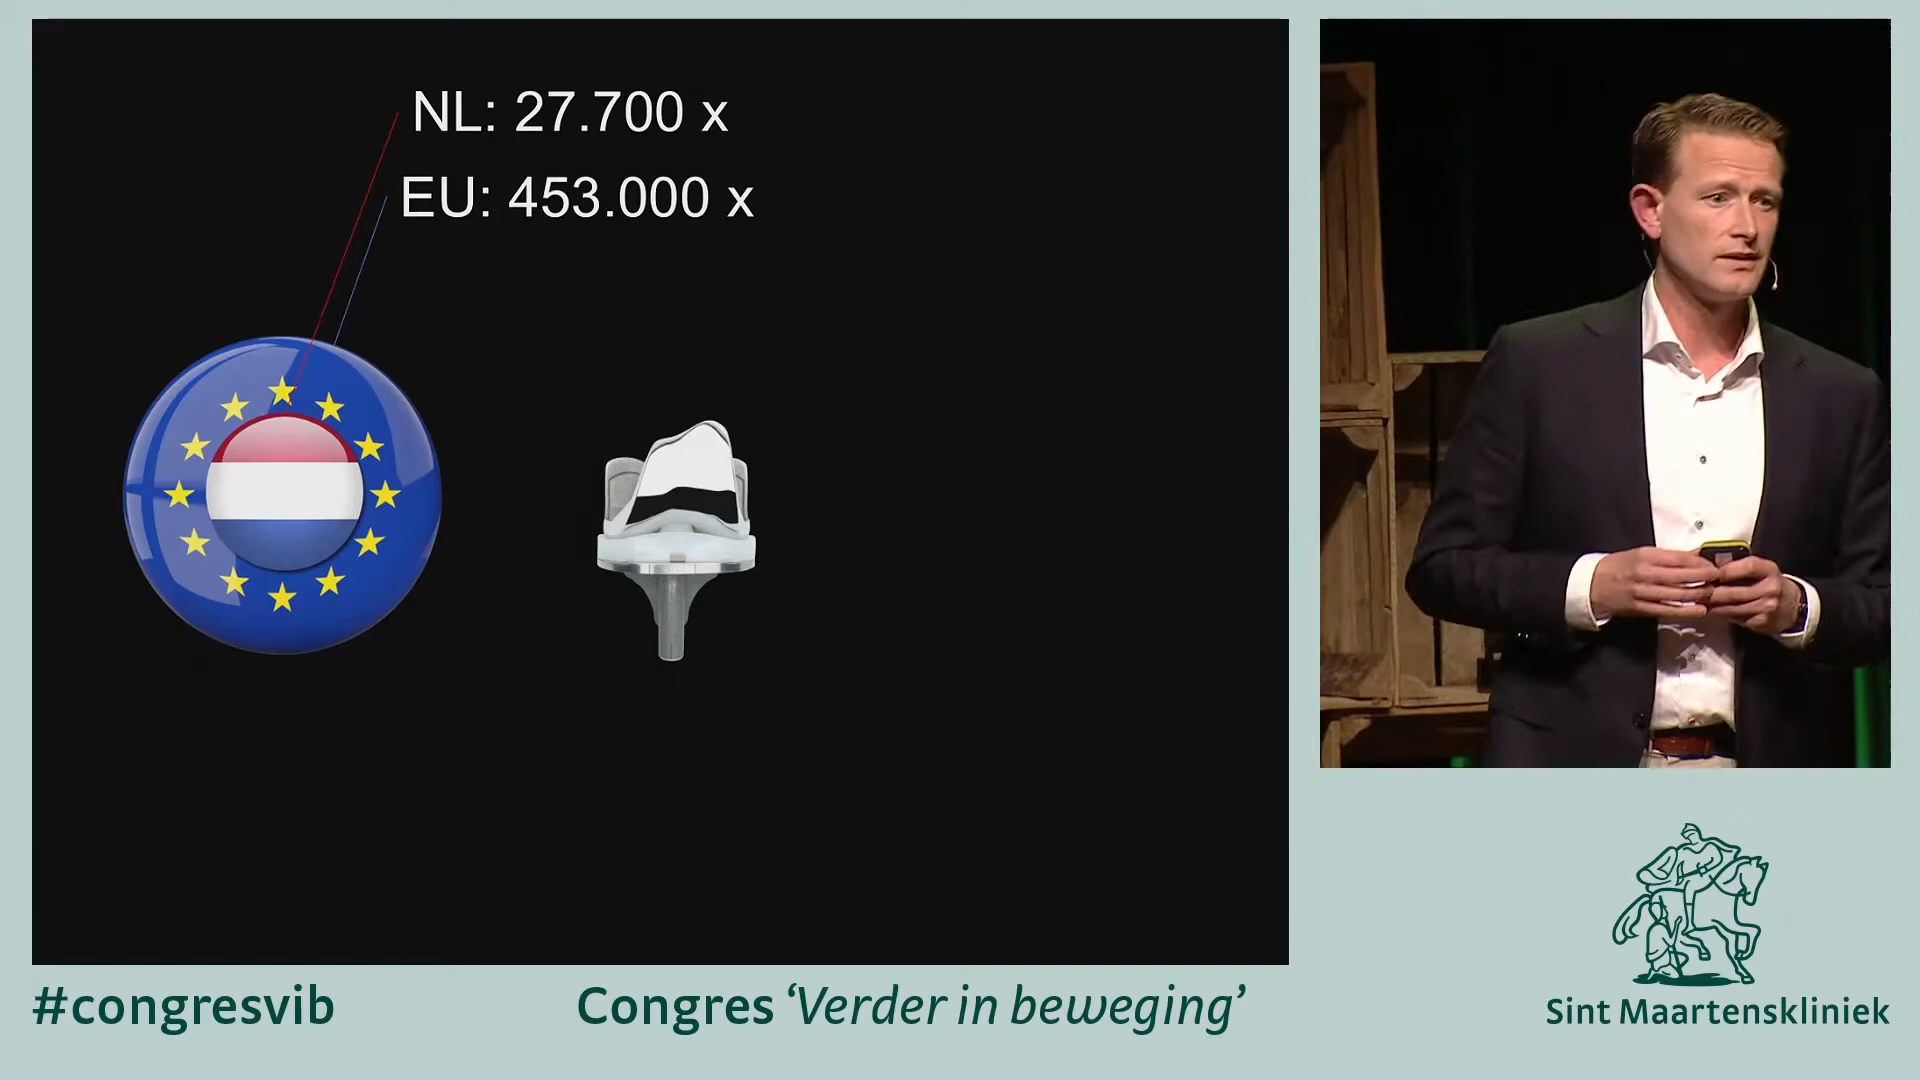 NL: 27.700 x
EU: 453.000 x
#congresvib
Congres ‘Verder in beweging’
Sint Maartenskliniek